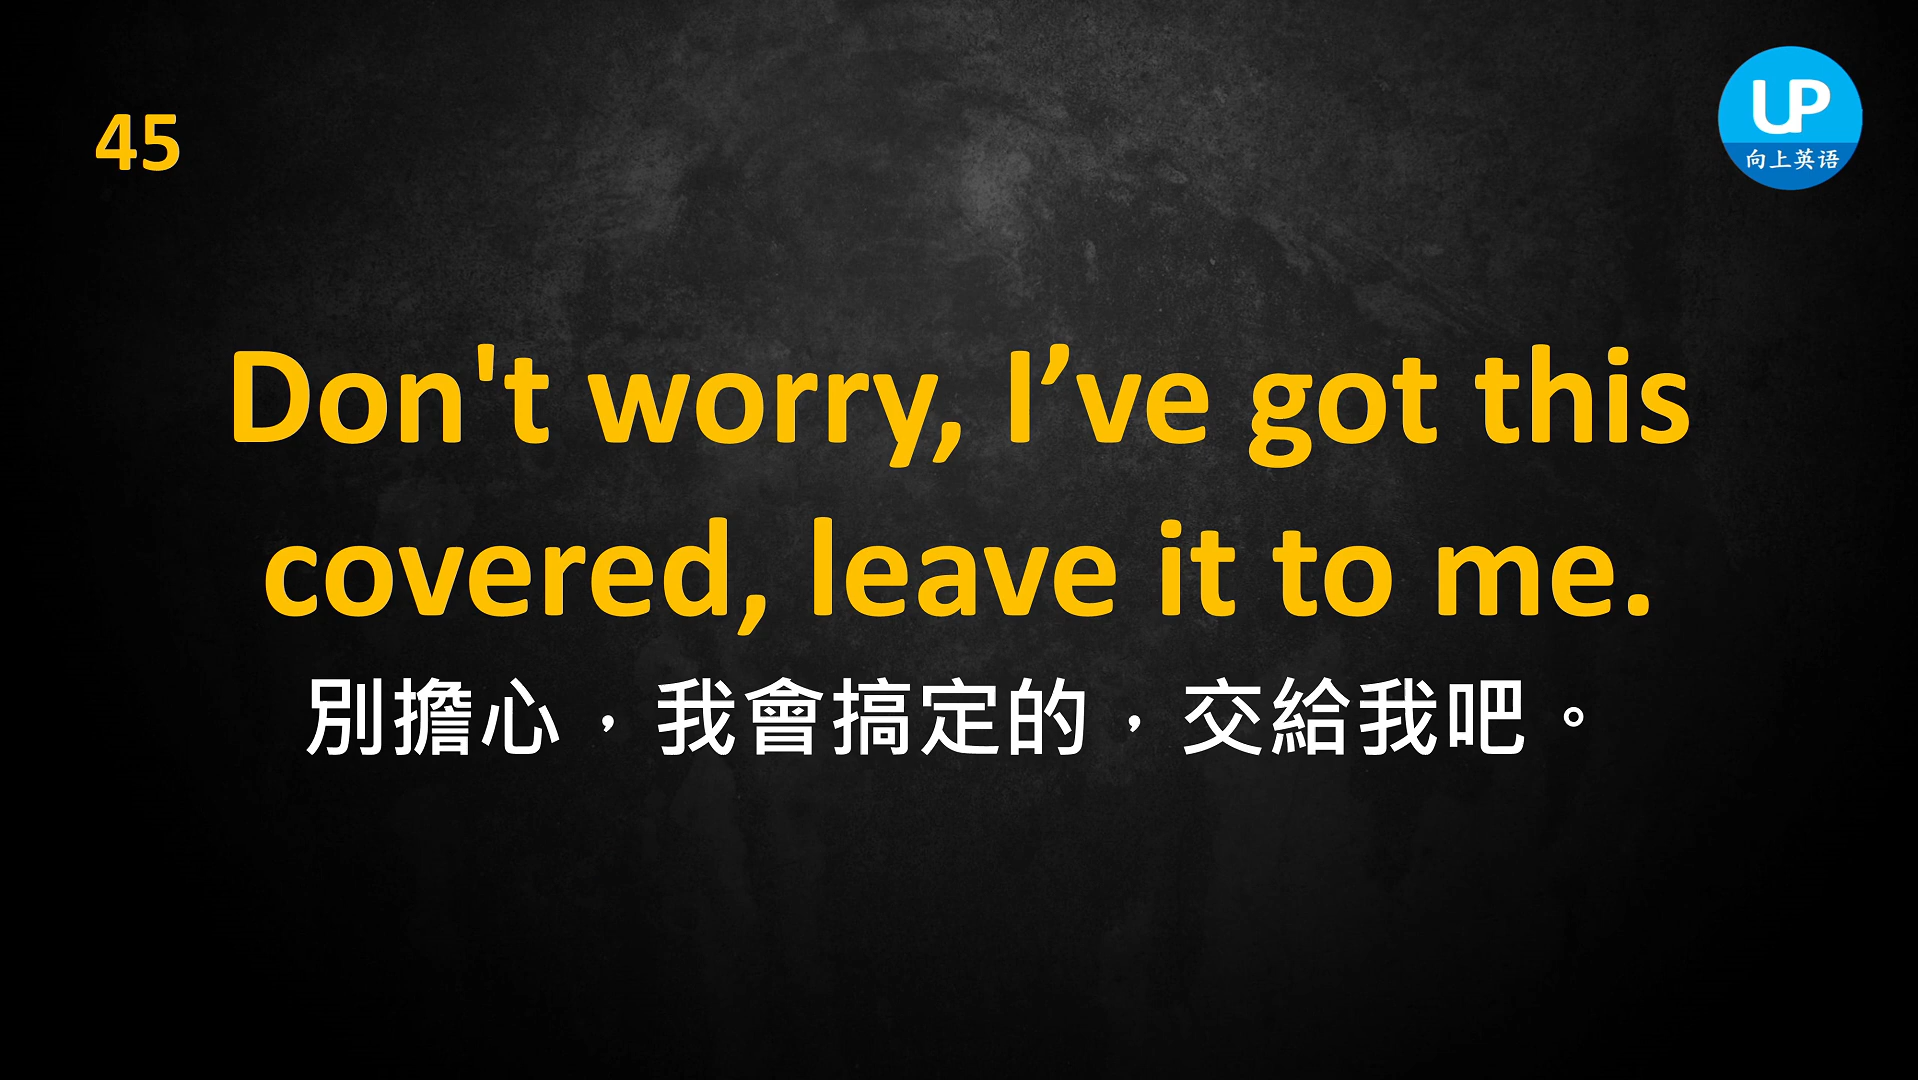 45
UP
向上英语
Don't worry, I’ve got this
covered, leave it to me.
別擔心，我會搞定的，交給我吧。